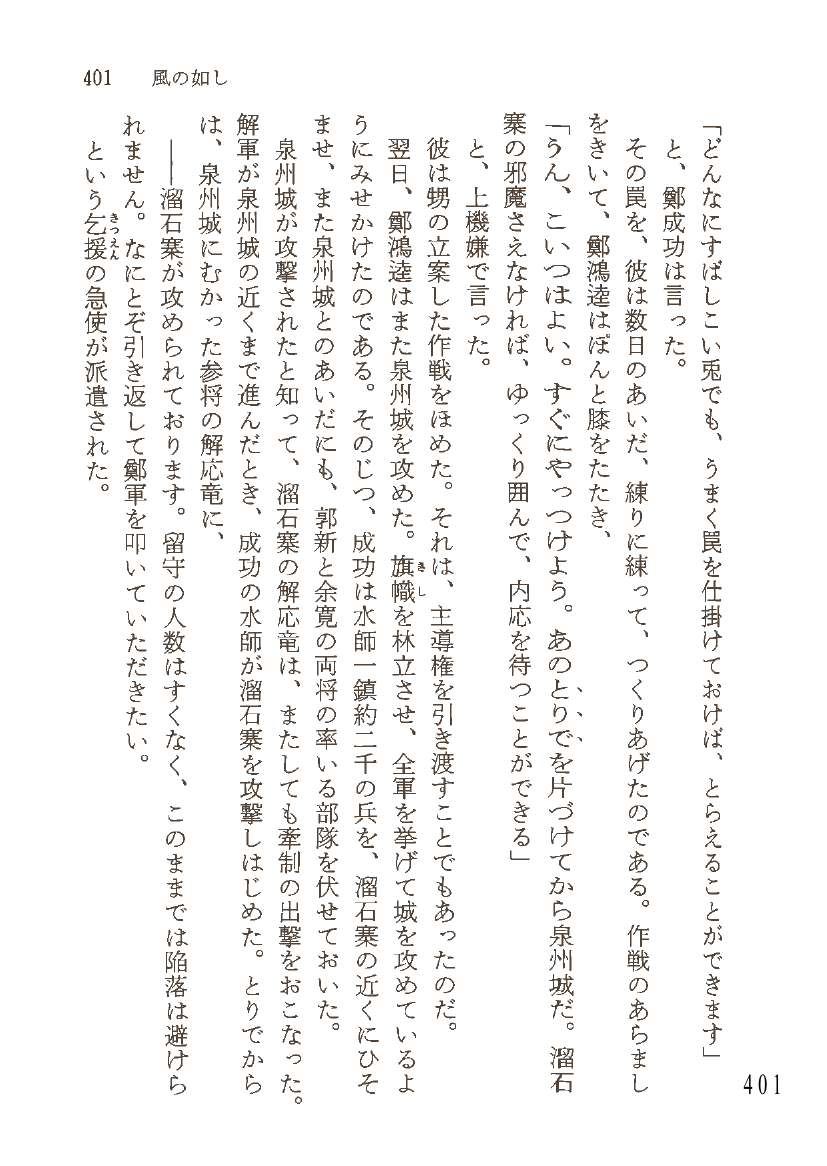 401 風の如し
「どんなにすばしこい兎でも、うまく罠を仕掛けておけば、とらえることができます」
と、鄭成功は言った。
その罠を、彼は数日のあいだ、練りに練って、つくりあげたのである。作戦のあらまし
をきいて、鄭鴻逵はぽんと膝をたたき、
「うん、こいつはよい。すぐにやっつけよう。あのとりでを片づけてから泉州城だ。溜石
寨の邪魔さえなければ、ゆっくり囲んで、内応を待つことができる」
と、上機嫌で言った。
彼は甥の立案した作戦をほめた。それは、主導権を引き渡すことでもあったのだ。
翌日、鄭鴻逵はまた泉州城を攻めた。旗幟きしを林立させ、全軍を挙げて城を攻めているよ
うにみせかけたのである。そのじつ、成功は水師一鎮約二千の兵を、溜石寨の近くにひそ
ませ、また泉州城とのあいだにも、郭新と余寛の両将の率いる部隊を伏せておいた。
泉州城が攻撃されたと知って、溜石寨の解応竜は、またしても牽制の出撃をおこなった。
解軍が泉州城の近くまで進んだとき、成功の水師が溜石寨を攻撃しはじめた。とりでから
は、泉州城にむかった参将の解応竜に、
――溜石寨が攻められております。留守の人数はすくなく、このままでは陥落は避けら
れません。なにとぞ引き返して鄭軍を叩いていただきたい。
という乞援きつえんの急使が派遣された。
401